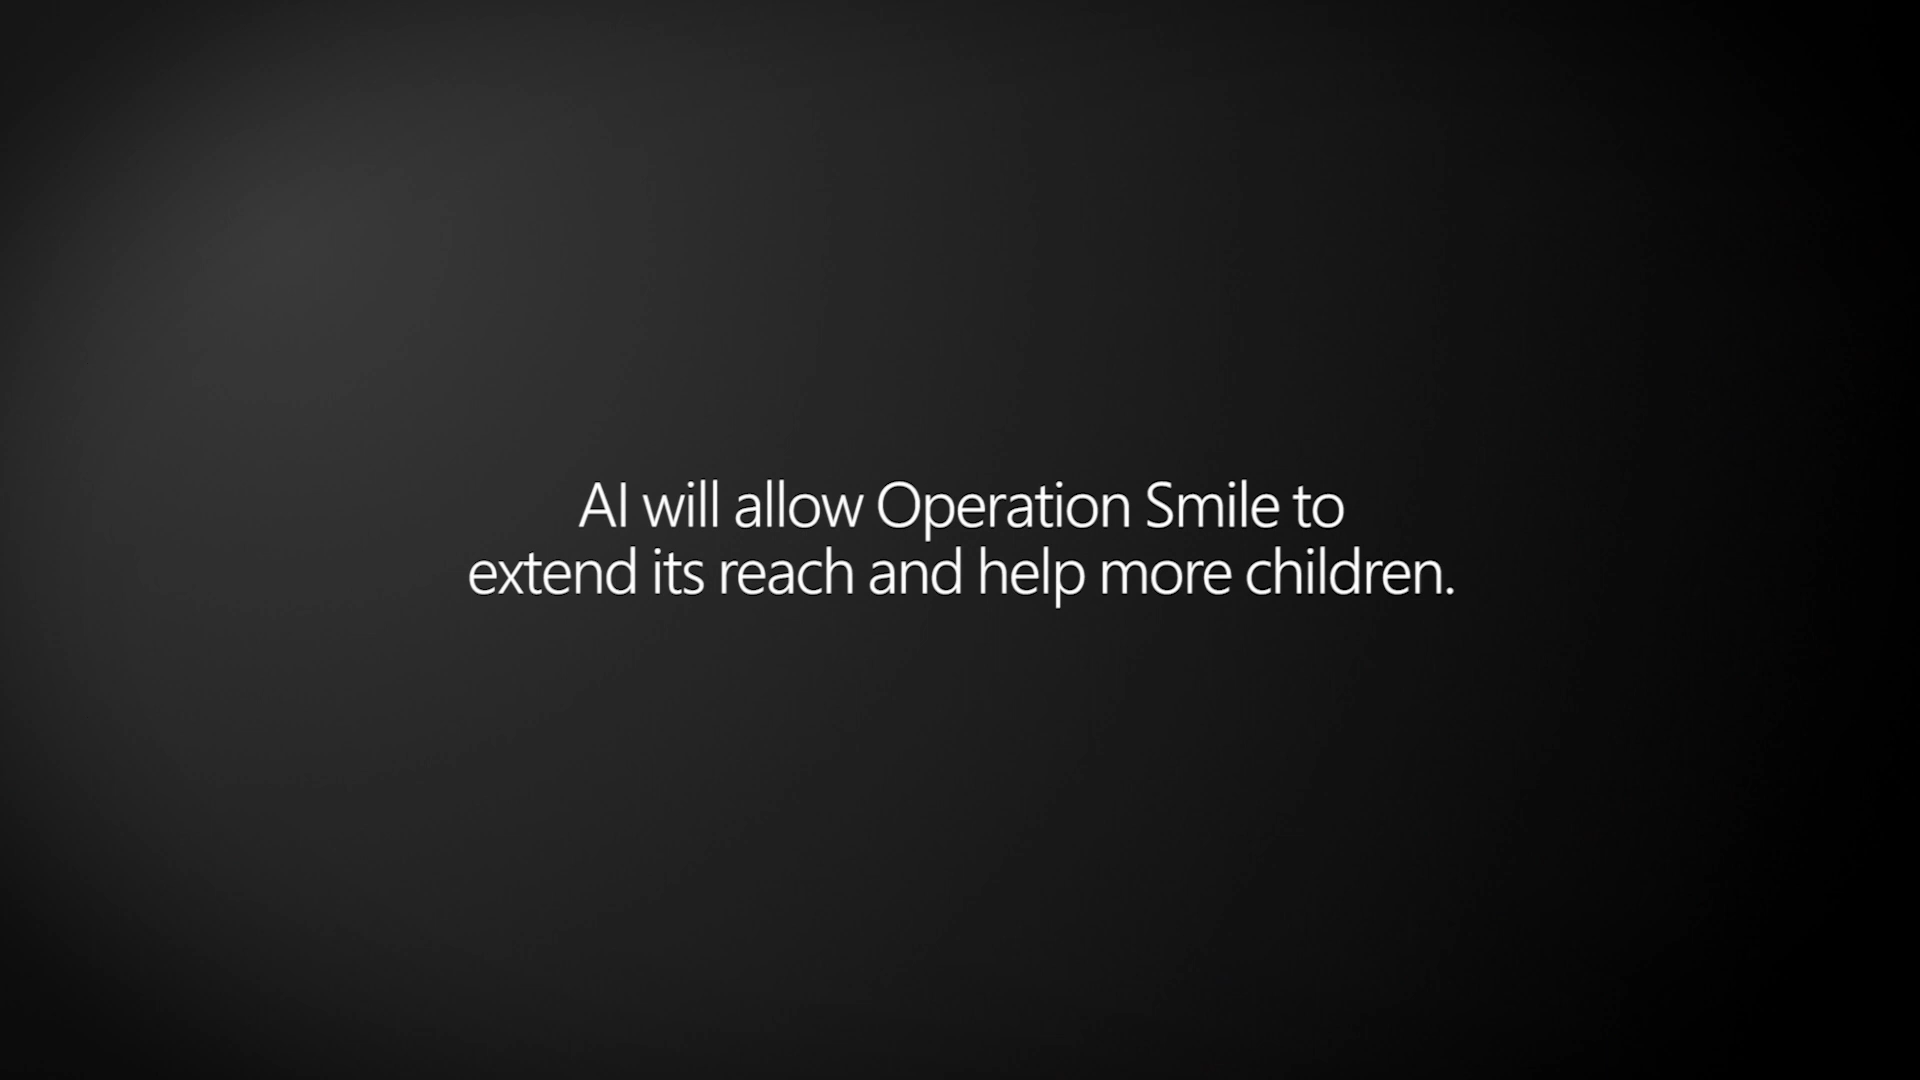 AI will allow Operation Smile to
extend its reach and help more children.